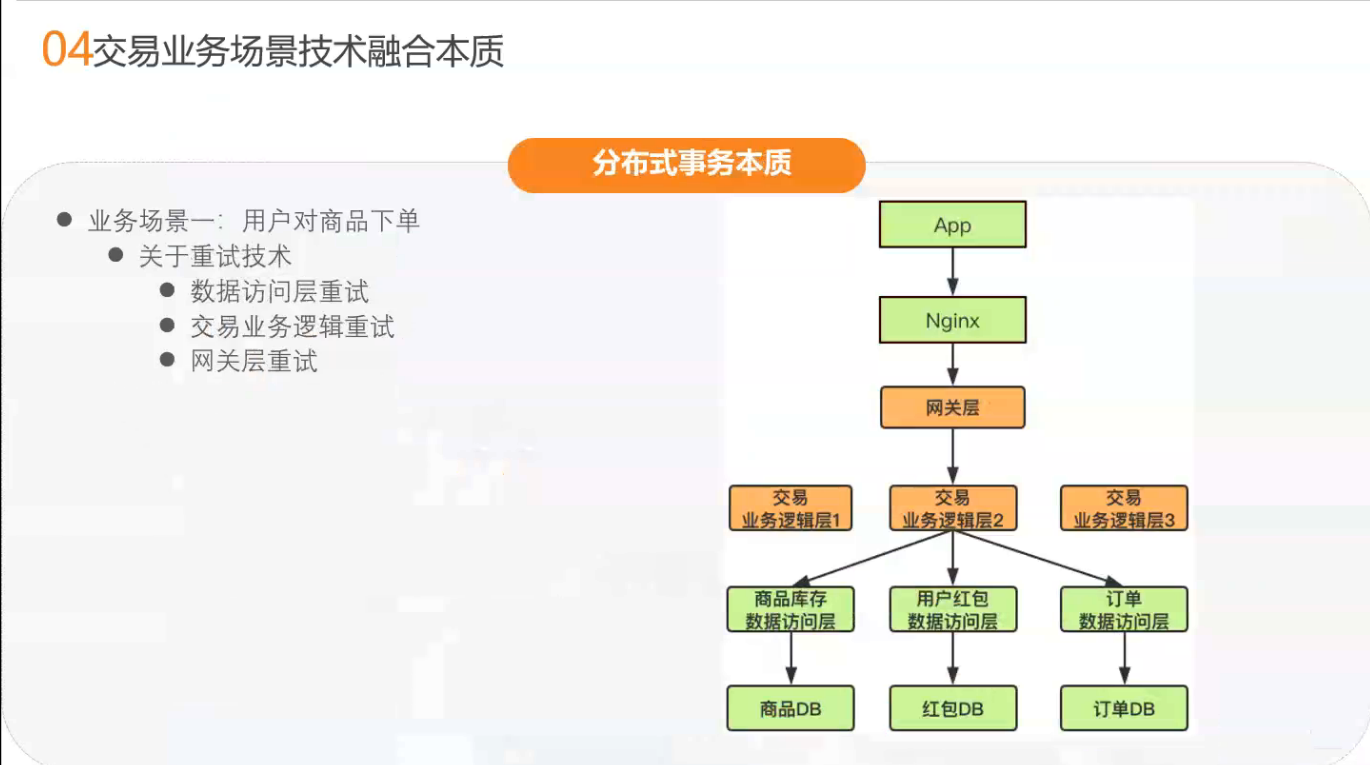 04交易业务场景技术融合本质
分布式事务本质
业务场景一：用户对商品下单
关于重试技术
数据访问层重试
交易业务逻辑重试
网关层重试
App
Nginx
网关层
交易
业务逻辑层1
交易
业务逻辑层2
交易
业务逻辑层3
商品库存
数据访问层
用户红包
数据访问层
订单
数据访问层
商品DB
红包DB
订单DB